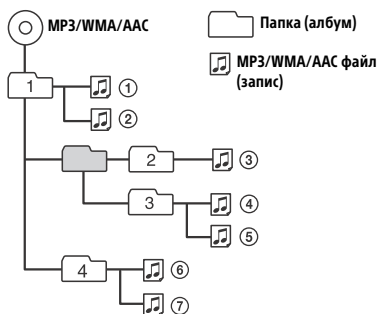 MP3/WMA/AAC
Папка (албум)
MP3/WMA/AAC файл
(запис)
1
①
②
2
③
3
④
⑤
4
⑥
⑦